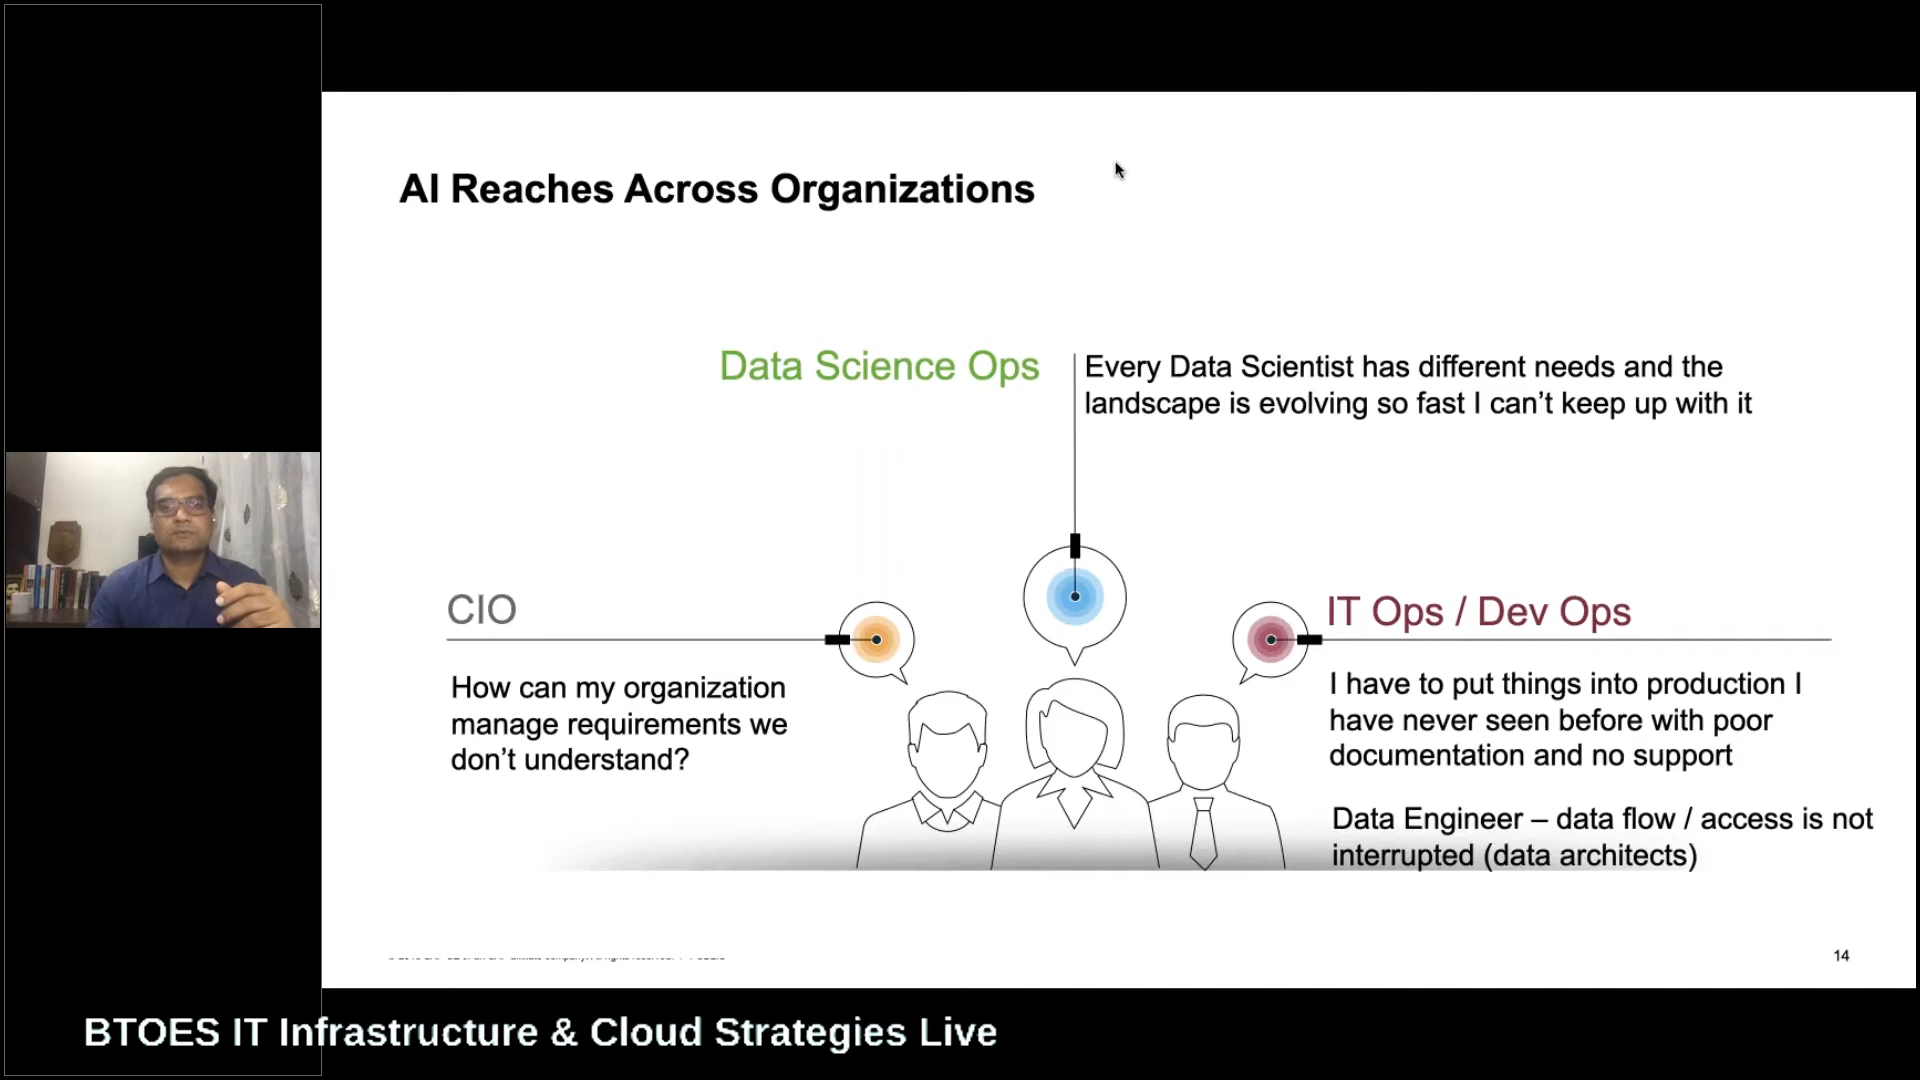 AI Reaches Across Organizations
Data Science Ops
Every Data Scientist has different needs and the
landscape is evolving so fast I can’t keep up with it
CIO
How can my organization
manage requirements we
don’t understand?
IT Ops / Dev Ops
I have to put things into production I
have never seen before with poor
documentation and no support
Data Engineer – data flow / access is not
interrupted (data architects)
14
BTOES IT Infrastructure & Cloud Strategies Live